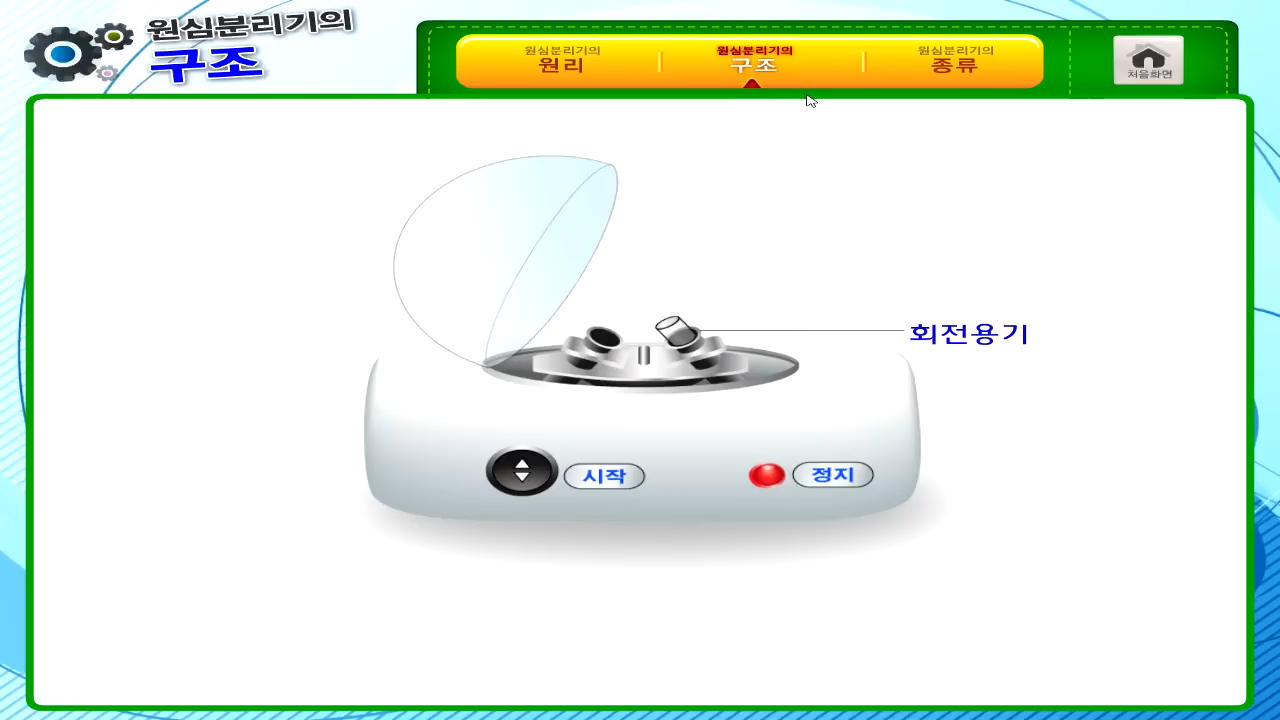 원심분리기의
구조
원심분리기의
원리
원심분리기의
구조
원심분리기의
종류
처음화면
회전용기
시작
정지